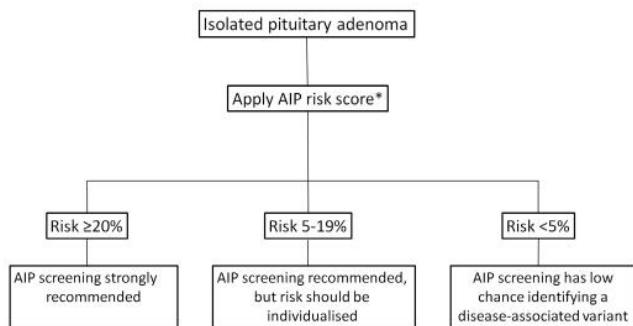 Isolated pituitary adenoma
Apply AIP risk score*
Risk ≥20%
Risk 5-19%
Risk <5%
AIP screening strongly
recommended
AIP screening recommended,
but risk should be
individualised
AIP screening has low
chance identifying a
disease-associated variant